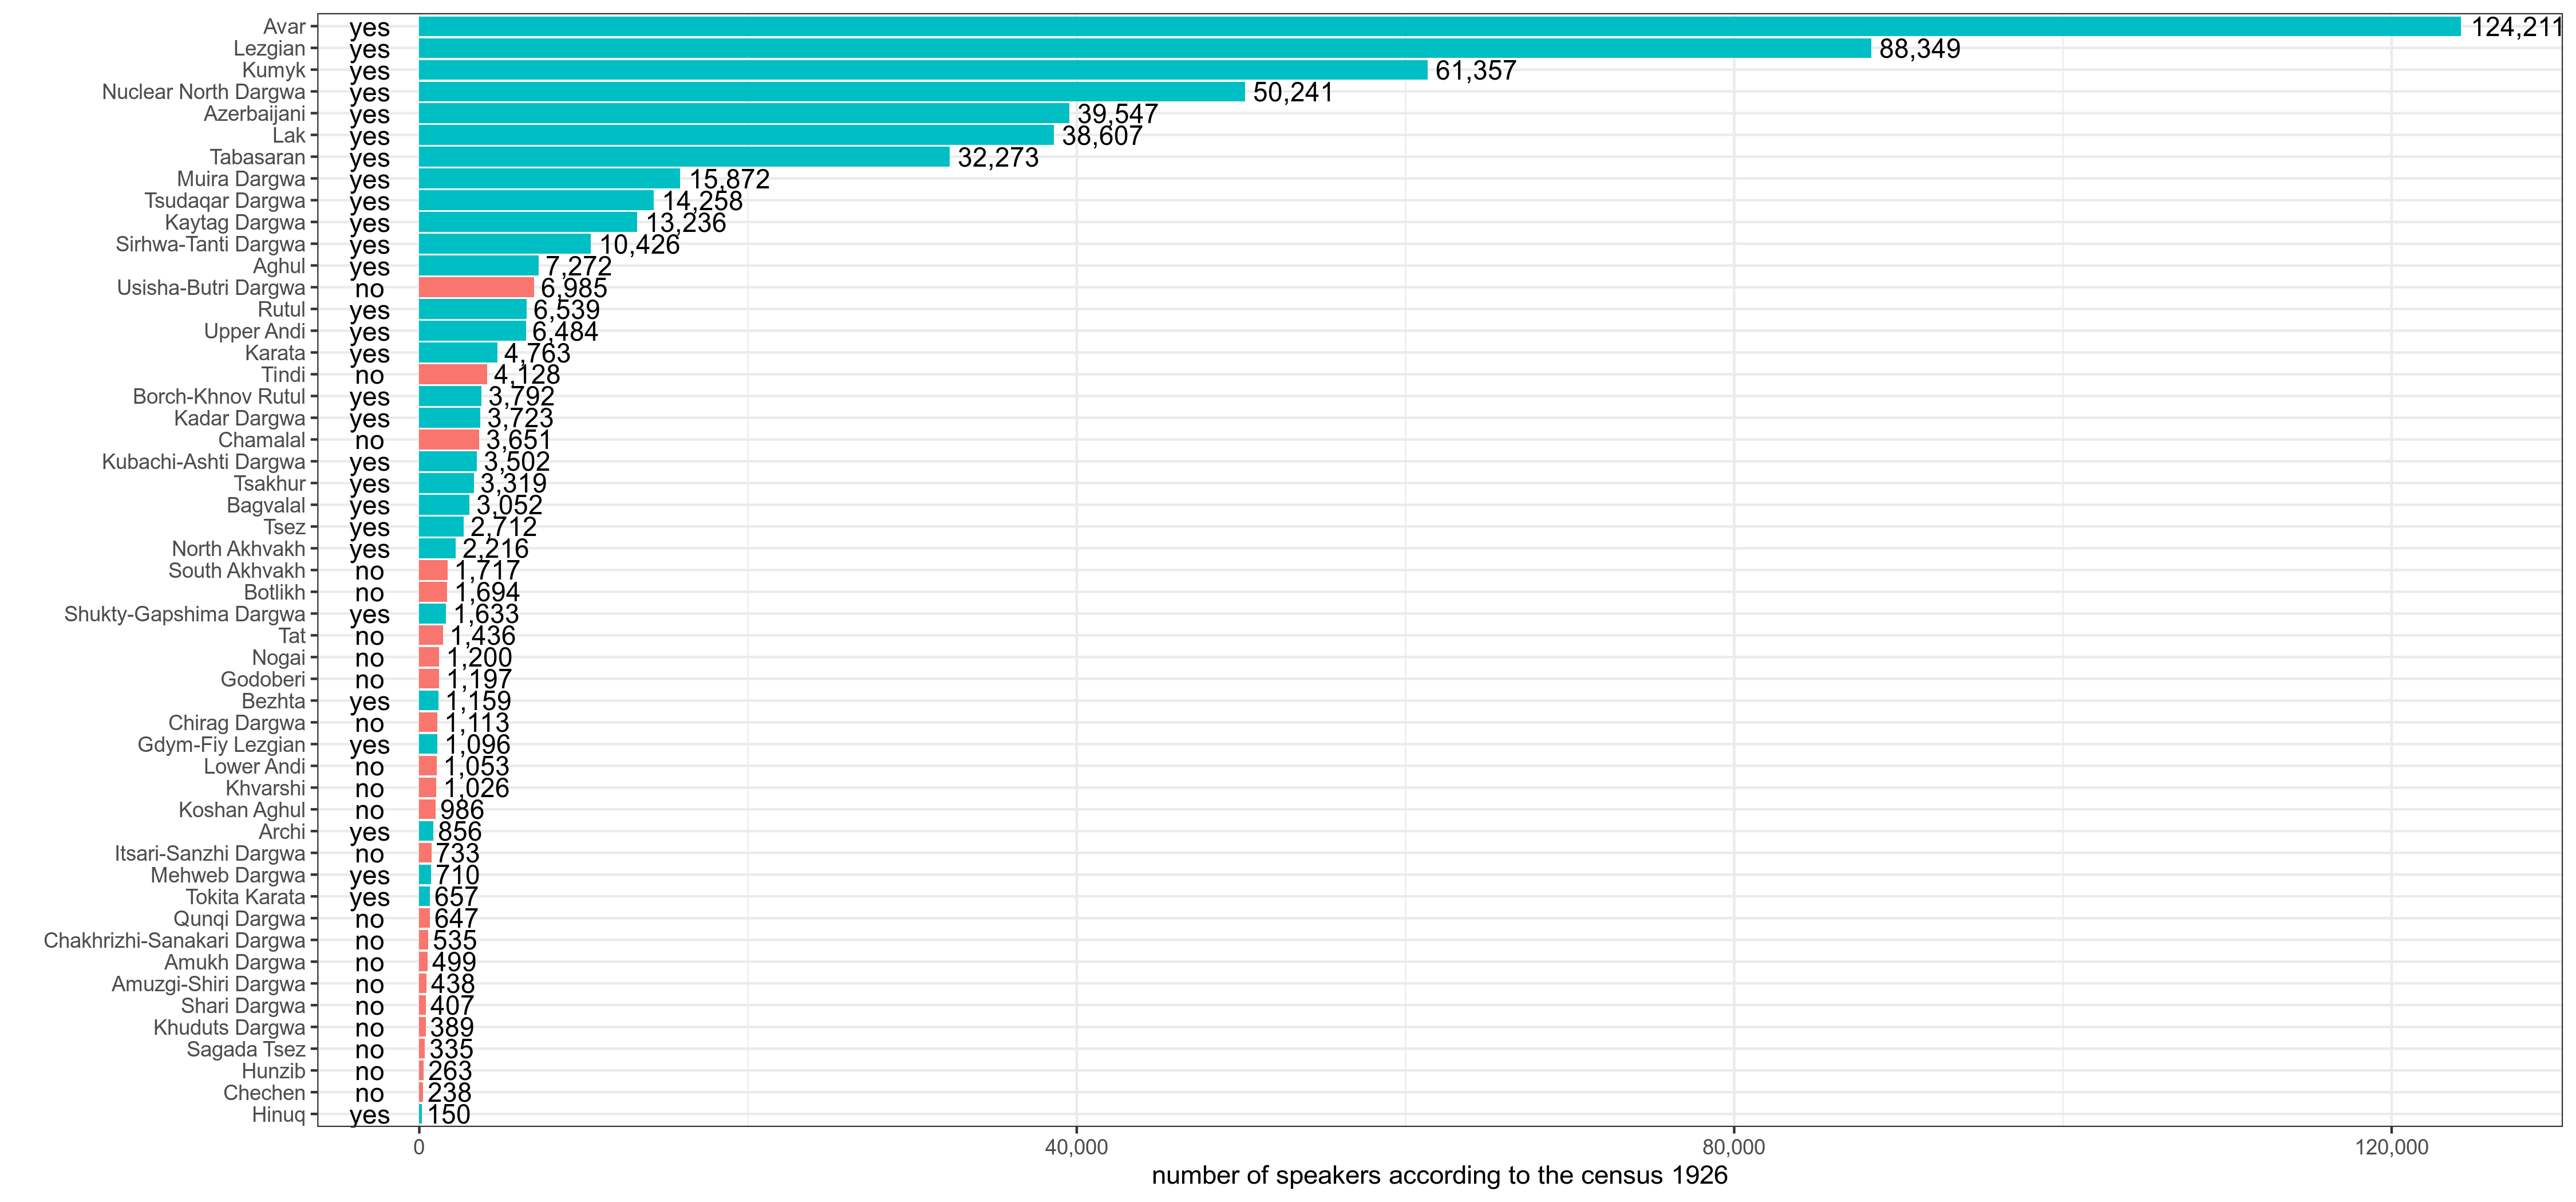 Avar yes 124,211
Lezgian yes 88,349
Kumyk yes 61,357
Nuclear North Dargwa yes 50,241
Azerbaijani yes 39,547
Lak yes 38,607
Tabasaran yes 32,273
Muira Dargwa yes 15,872
Tsudaqar Dargwa yes 14,258
Kaytag Dargwa yes 13,236
Sirhwa-Tanti Dargwa yes 10,426
Aghul yes 7,272
Usisha-Butri Dargwa no 6,985
Rutul yes 6,539
Upper Andi yes 6,484
Karata yes 4,763
Tindi no 4,128
Borch-Khnov Rutul yes 3,792
Kadar Dargwa yes 3,723
Chamalal no 3,651
Kubachi-Ashti Dargwa yes 3,502
Tsakhur yes 3,319
Bagvalal yes 3,052
Tsez yes 2,712
North Akhvakh yes 2,216
South Akhvakh no 1,717
Botlikh no 1,694
Shukty-Gapshima Dargwa yes 1,633
Tat no 1,436
Nogai no 1,200
Godoberi no 1,197
Bezhta yes 1,159
Chirag Dargwa no 1,113
Gdym-Fiy Lezgian yes 1,096
Lower Andi no 1,053
Khvarshi no 1,026
Koshan Aghul no 986
Archi yes 856
Itsari-Sanzhi Dargwa no 733
Mehweb Dargwa yes 710
Tokita Karata yes 657
Qunqi Dargwa no 647
Chakhrizhi-Sanakari Dargwa no 535
Amukh Dargwa no 499
Amuzgi-Shiri Dargwa no 438
Shari Dargwa no 407
Khuduts Dargwa no 389
Sagada Tsez no 335
Hunzib no 263
Chechen no 238
Hinuq yes 150
0 40,000 80,000 120,000
number of speakers according to the census 1926